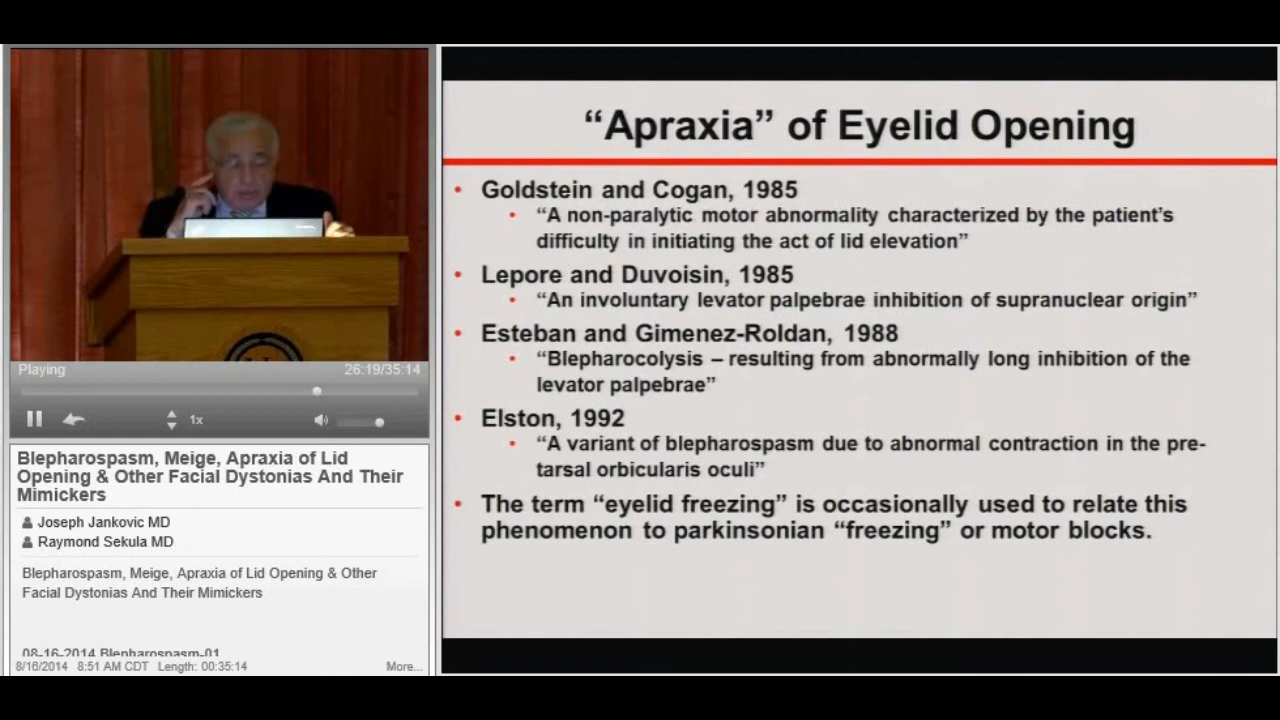 Playing
26:19/35:14
1x
Blepharospasm, Meige, Apraxia of Lid
Opening & Other Facial Dystonias And Their
Mimickers
Joseph Jankovic MD
Raymond Sekula MD
Blepharospasm, Meige, Apraxia of Lid Opening & Other
Facial Dystonias And Their Mimickers
08-16-2014 Blepharospasm-01
8/16/2014 8:51 AM CDT Length: 00:35:14
More...
“Apraxia” of Eyelid Opening
• Goldstein and Cogan, 1985
• “A non-paralytic motor abnormality characterized by the patient’s
difficulty in initiating the act of lid elevation”
• Lepore and Duvoisin, 1985
• “An involuntary levator palpebrae inhibition of supranuclear origin”
• Esteban and Gimenez-Roldan, 1988
• “Blepharocolysis – resulting from abnormally long inhibition of the
levator palpebrae”
• Elston, 1992
• “A variant of blepharospasm due to abnormal contraction in the pre-
tarsal orbicularis oculi”
• The term “eyelid freezing” is occasionally used to relate this
phenomenon to parkinsonian “freezing” or motor blocks.